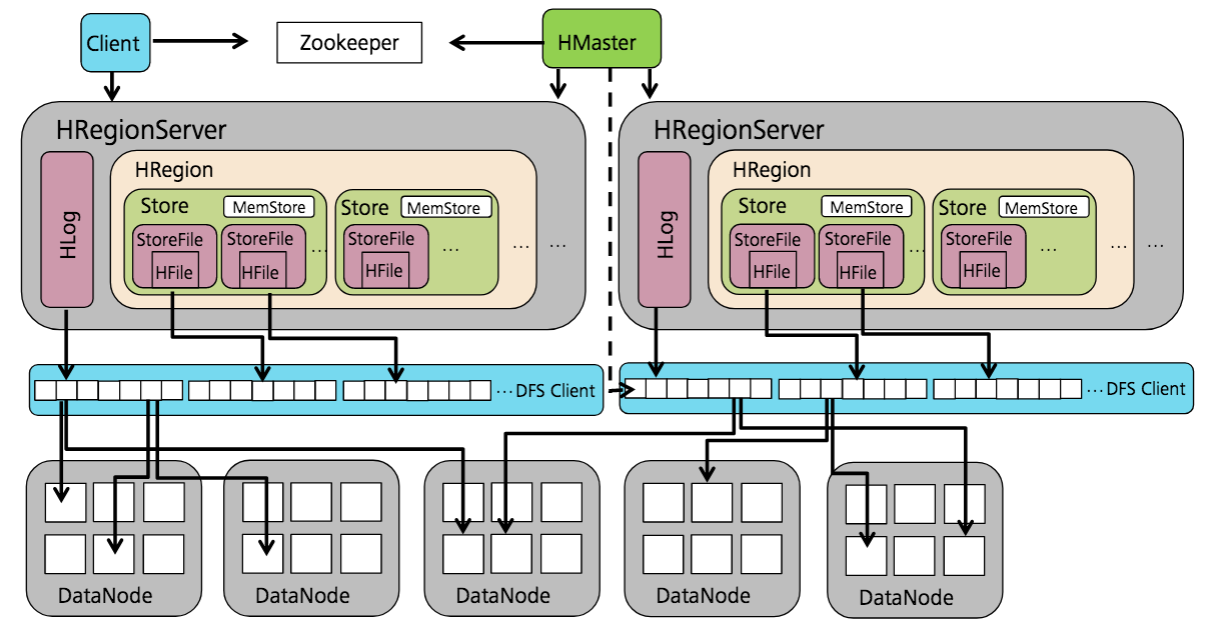 Client
Zookeeper
HMaster
HRegionServer
HLog
HRegion
Store
MemStore
StoreFile
HFile
StoreFile
HFile
...
Store
MemStore
StoreFile
HFile
...
...
...
HRegionServer
HLog
HRegion
Store
MemStore
StoreFile
HFile
StoreFile
HFile
...
Store
MemStore
StoreFile
HFile
...
...
...
...DFS Client
...DFS Client
DataNode
DataNode
DataNode
DataNode
DataNode